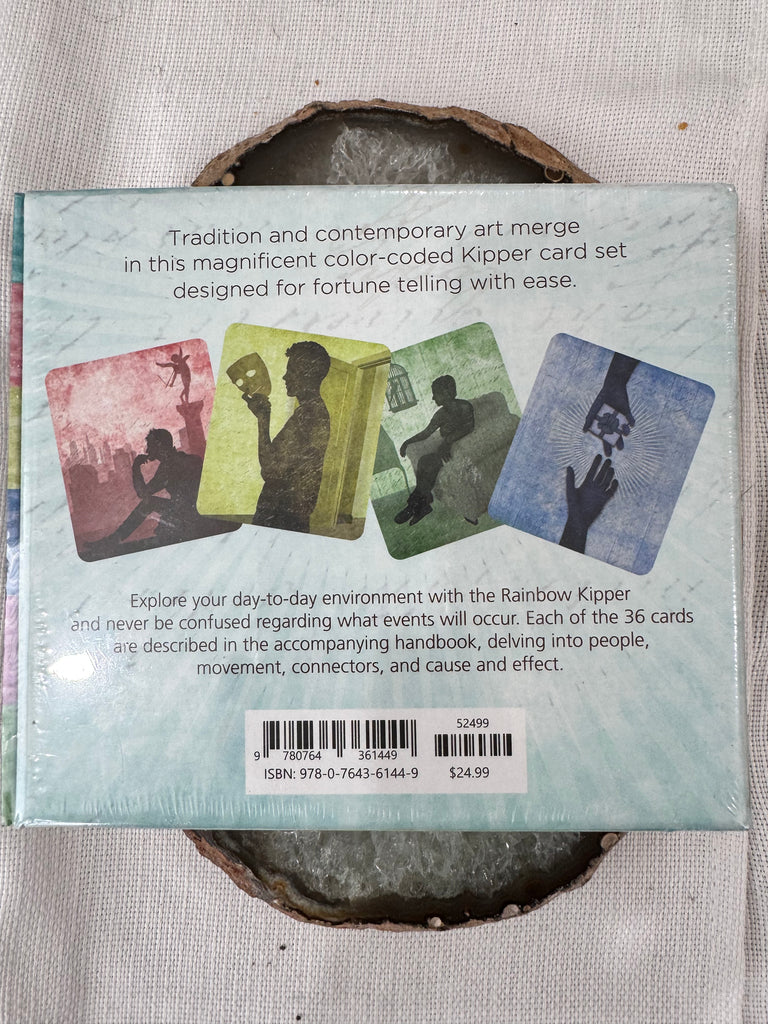 Tradition and contemporary art merge
in this magnificent color-coded Kipper card set
designed for fortune telling with ease.
Explore your day-to-day environment with the Rainbow Kipper
and never be confused regarding what events will occur. Each of the 36 cards
are described in the accompanying handbook, delving into people,
movement, connectors, and cause and effect.
52499
9 780764 361449
ISBN: 978-0-7643-6144-9
$24.99